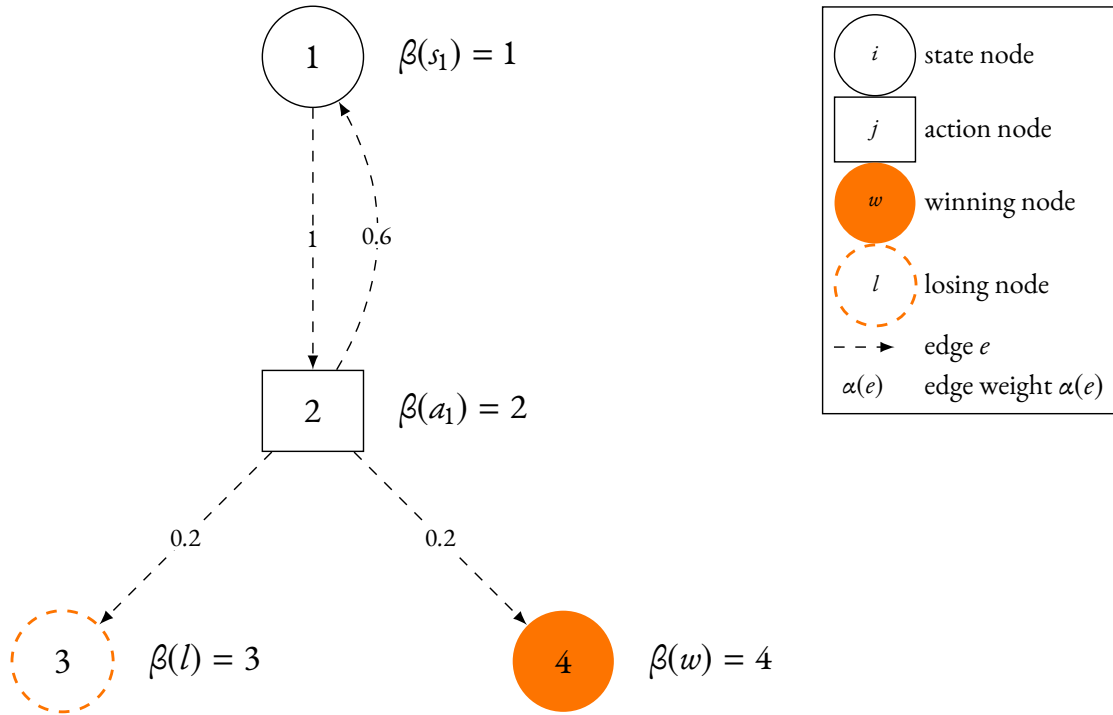 1
β(s₁) = 1
1
0.6
2
β(a₁) = 2
0.2
0.2
3
β(l) = 3
4
β(w) = 4
i
state node
j
action node
w
winning node
l
losing node
edge e
α(e)
edge weight α(e)